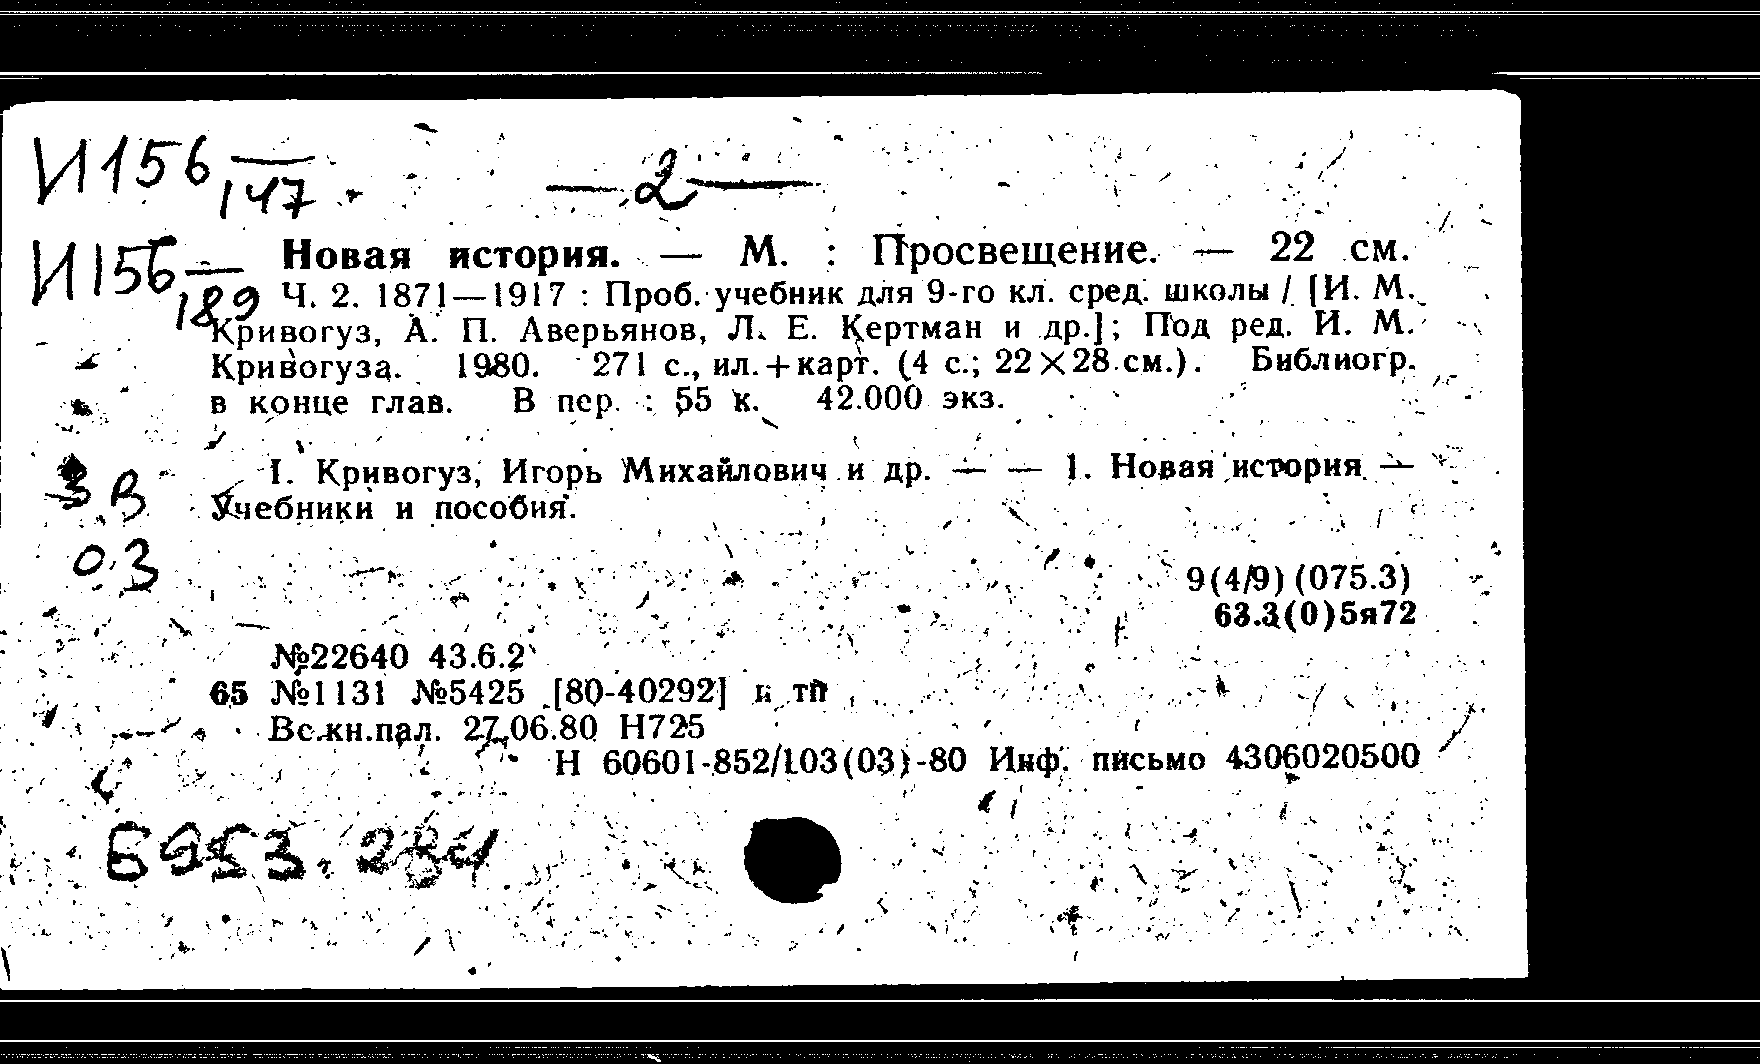 И156 — 2 —
147
И156 — Новая история. — М. : Просвещение. — 22 см.
189 Ч. 2. 1871—1917 : Проб. учебник для 9-го кл. сред. школы / [И. М.
Кривогуз, А. П. Аверьянов, Л. Е. Кертман и др.]; Под ред. И. М.
Кривогуза. 1980. 271 с., ил.+карт. (4 с.; 22×28 см.). Библиогр.
в конце глав. В пер. : 55 к. 42.000 экз.
I. Кривогуз, Игорь Михайлович и др. — — 1. Новая история —
Учебники и пособия.
З В
О.З
9(4/9)(075.3)
63.3(0)5я72
№22640 43.6.2
65 №1131 №5425 [80-40292] п тп
Вс.кн.пал. 27.06.80 Н725
Н 60601-852/103(03)-80 Инф. письмо 4306020500